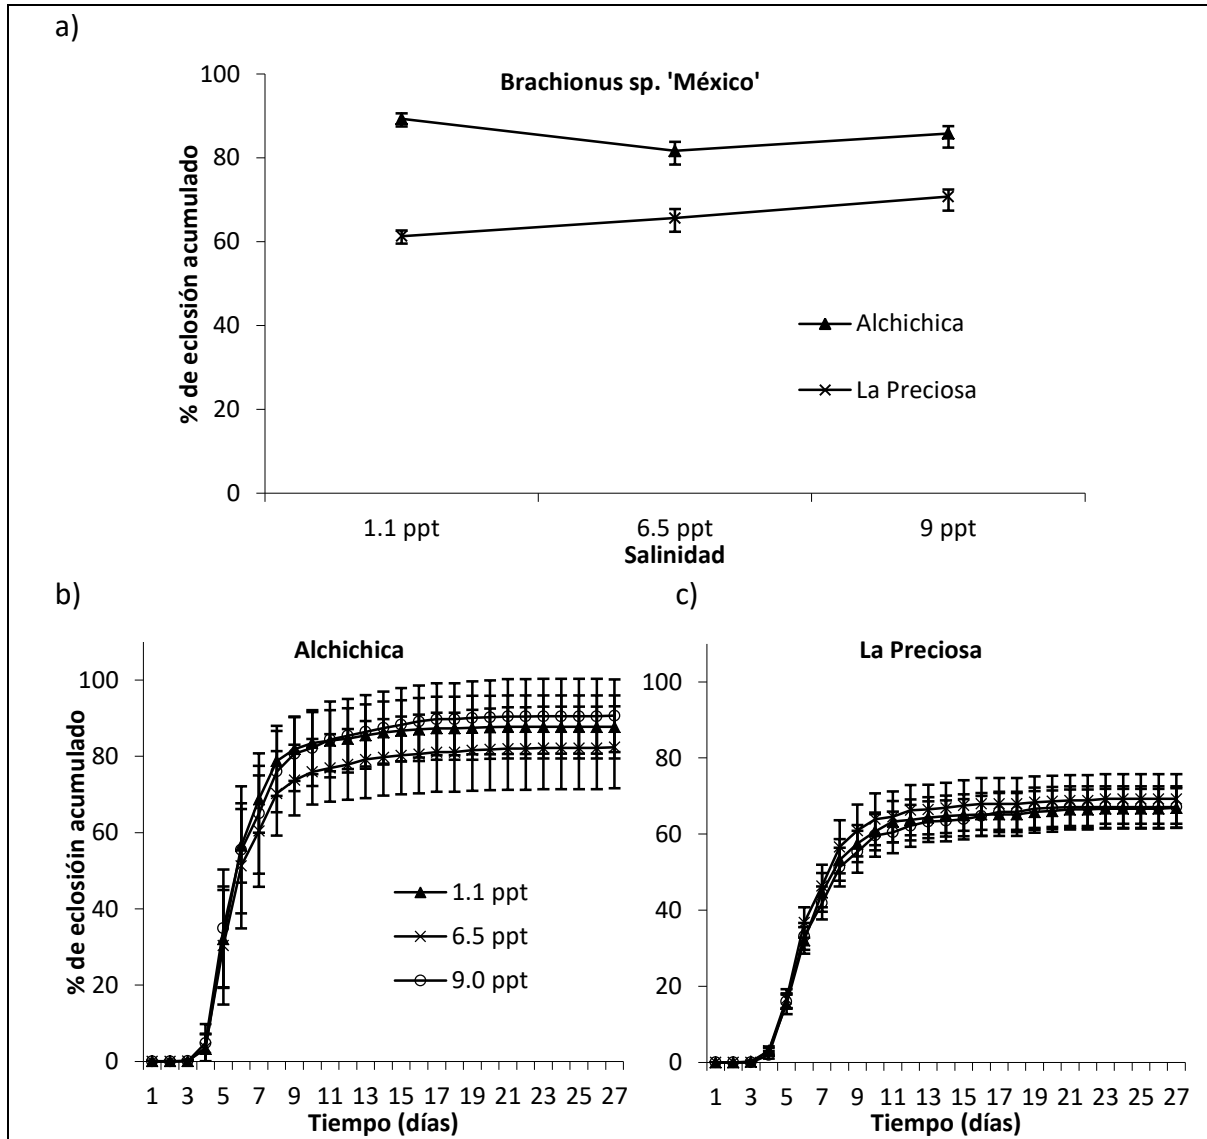 a)
Brachionus sp. 'México'
% de eclosión acumulado
100
80
60
40
20
0
1.1 ppt 6.5 ppt 9 ppt
Salinidad
Alchichica
La Preciosa
b)
Alchichica
% de eclosióin acumulado
100
80
60
40
20
0
1 3 5 7 9 11 13 15 17 19 21 23 25 27
Tiempo (días)
1.1 ppt
6.5 ppt
9.0 ppt
c)
La Preciosa
100
80
60
40
20
0
1 3 5 7 9 11 13 15 17 19 21 23 25 27
Tiempo (días)